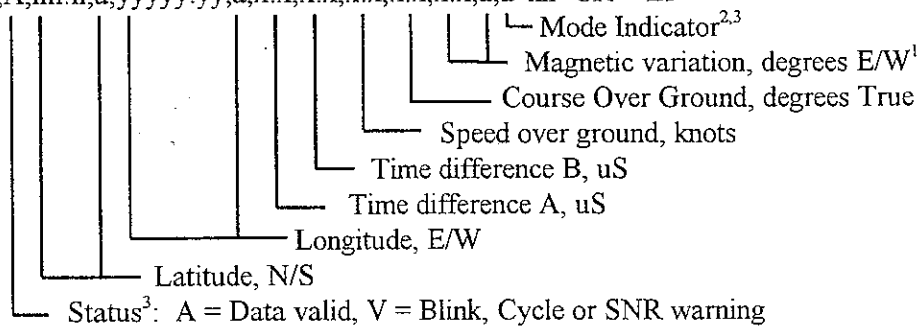 Mode Indicator2,3
Magnetic variation, degrees E/W1
Course Over Ground, degrees True
Speed over ground, knots
Time difference B, uS
Time difference A, uS
Longitude, E/W
Latitude, N/S
Status3: A = Data valid, V = Blink, Cycle or SNR warning